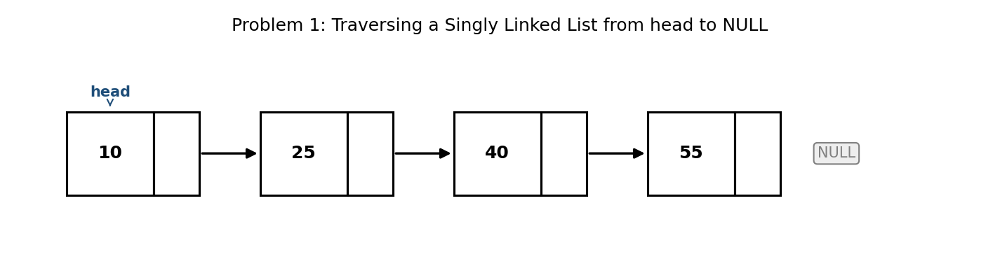 Problem 1: Traversing a Singly Linked List from head to NULL
head
10 25 40 55 NULL